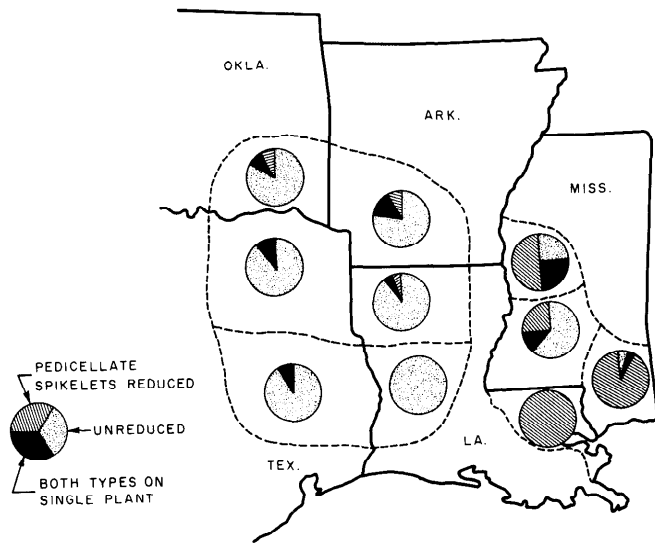 OKLA.
ARK.
MISS.
PEDICELLATE
SPIKELETS REDUCED
UNREDUCED
BOTH TYPES ON
SINGLE PLANT
TEX.
LA.